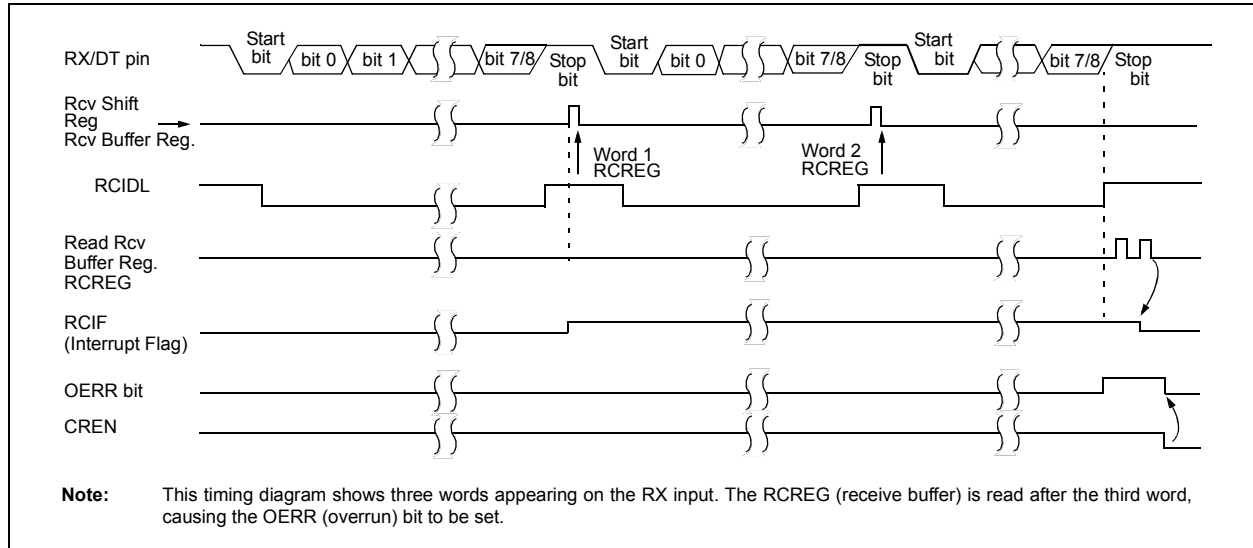 RX/DT pin
Start
bit
bit 0
bit 1
bit 7/8
Stop
bit
Start
bit
bit 0
bit 7/8
Stop
bit
Start
bit
bit 7/8
Stop
bit
Rcv Shift
Reg
Rcv Buffer Reg.
Word 1
RCREG
Word 2
RCREG
RCIDL
Read Rcv
Buffer Reg.
RCREG
RCIF
(Interrupt Flag)
OERR bit
CREN
Note: This timing diagram shows three words appearing on the RX input. The RCREG (receive buffer) is read after the third word,
causing the OERR (overrun) bit to be set.